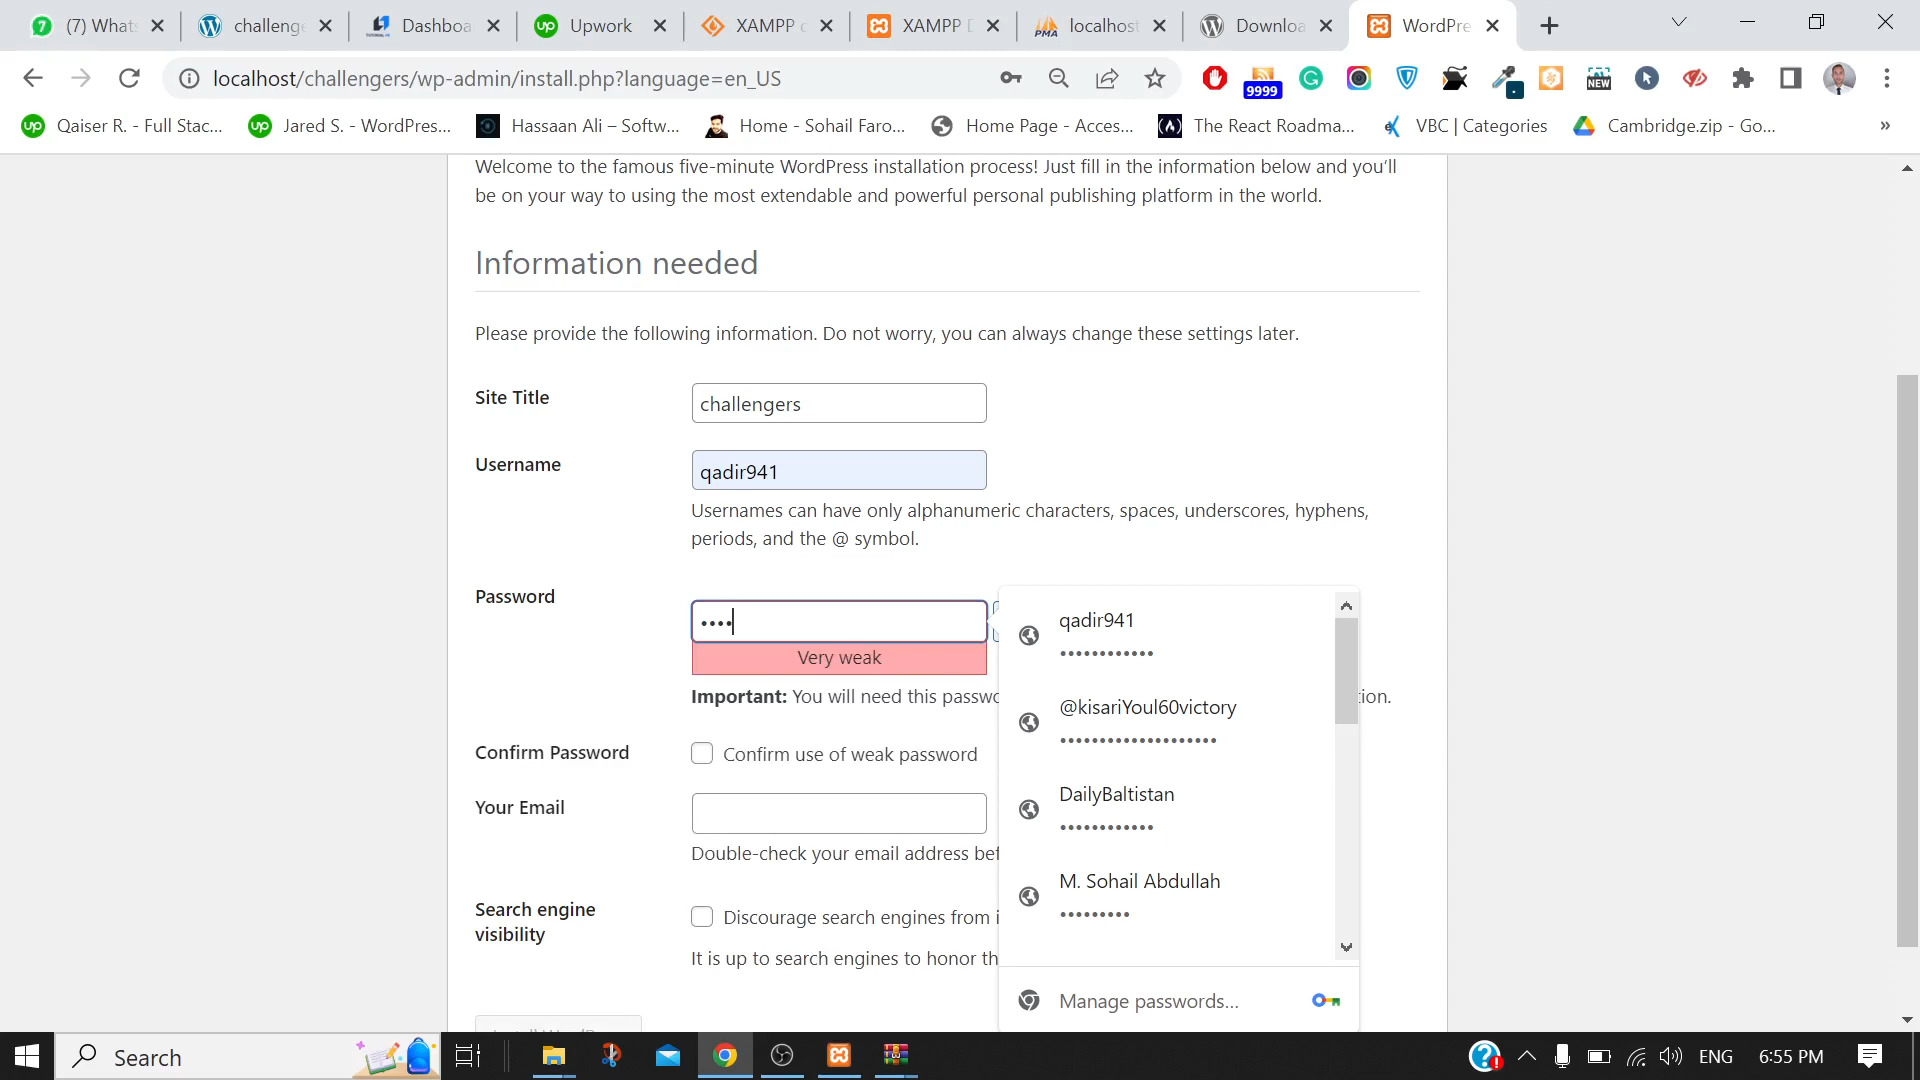 (7) Whats
challenge
Dashboa
Upwork
XAMPP c
XAMPP D
localhost
Downloa
WordPre
localhost/challengers/wp-admin/install.php?language=en_US
9999
NEW
Qaiser R. - Full Stac...
Jared S. - WordPres...
Hassaan Ali – Softw...
Home - Sohail Faro...
Home Page - Acces...
The React Roadma...
VBC | Categories
Cambridge.zip - Go...
»
Welcome to the famous five-minute WordPress installation process! Just fill in the information below and you’ll
be on your way to using the most extendable and powerful personal publishing platform in the world.
Information needed
Please provide the following information. Do not worry, you can always change these settings later.
Site Title
challengers
Username
qadir941
Usernames can have only alphanumeric characters, spaces, underscores, hyphens,
periods, and the @ symbol.
Password
••••
Very weak
Important: You will need this passwo
ion.
Confirm Password
Confirm use of weak password
Your Email
Double-check your email address bef
Search engine
visibility
Discourage search engines from i
It is up to search engines to honor th
qadir941
••••••••••••
@kisariYoul60victory
••••••••••••••••••••
DailyBaltistan
••••••••••••
M. Sohail Abdullah
•••••••••
Manage passwords...
Search
ENG
6:55 PM